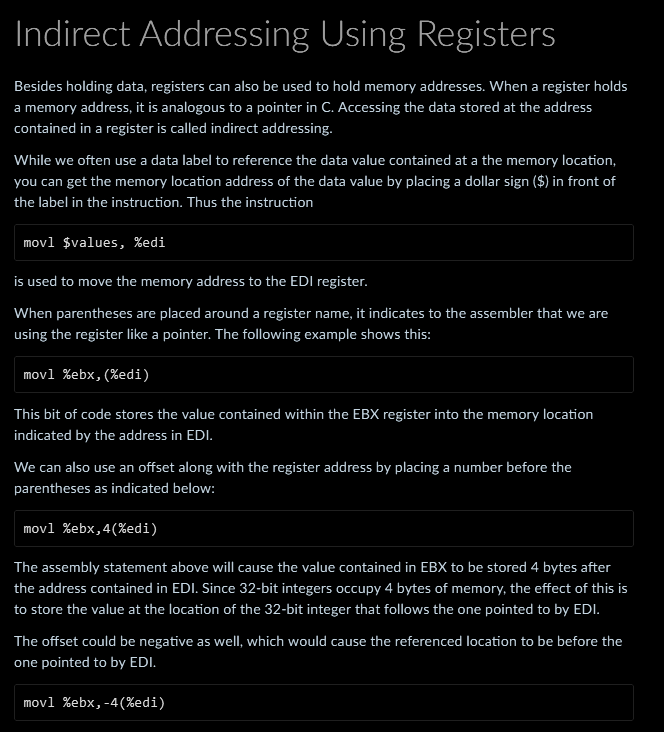 Indirect Addressing Using Registers
Besides holding data, registers can also be used to hold memory addresses. When a register holds
a memory address, it is analogous to a pointer in C. Accessing the data stored at the address
contained in a register is called indirect addressing.
While we often use a data label to reference the data value contained at a the memory location,
you can get the memory location address of the data value by placing a dollar sign ($) in front of
the label in the instruction. Thus the instruction
movl $values, %edi
is used to move the memory address to the EDI register.
When parentheses are placed around a register name, it indicates to the assembler that we are
using the register like a pointer. The following example shows this:
movl %ebx,(%edi)
This bit of code stores the value contained within the EBX register into the memory location
indicated by the address in EDI.
We can also use an offset along with the register address by placing a number before the
parentheses as indicated below:
movl %ebx,4(%edi)
The assembly statement above will cause the value contained in EBX to be stored 4 bytes after
the address contained in EDI. Since 32-bit integers occupy 4 bytes of memory, the effect of this is
to store the value at the location of the 32-bit integer that follows the one pointed to by EDI.
The offset could be negative as well, which would cause the referenced location to be before the
one pointed to by EDI.
movl %ebx,-4(%edi)